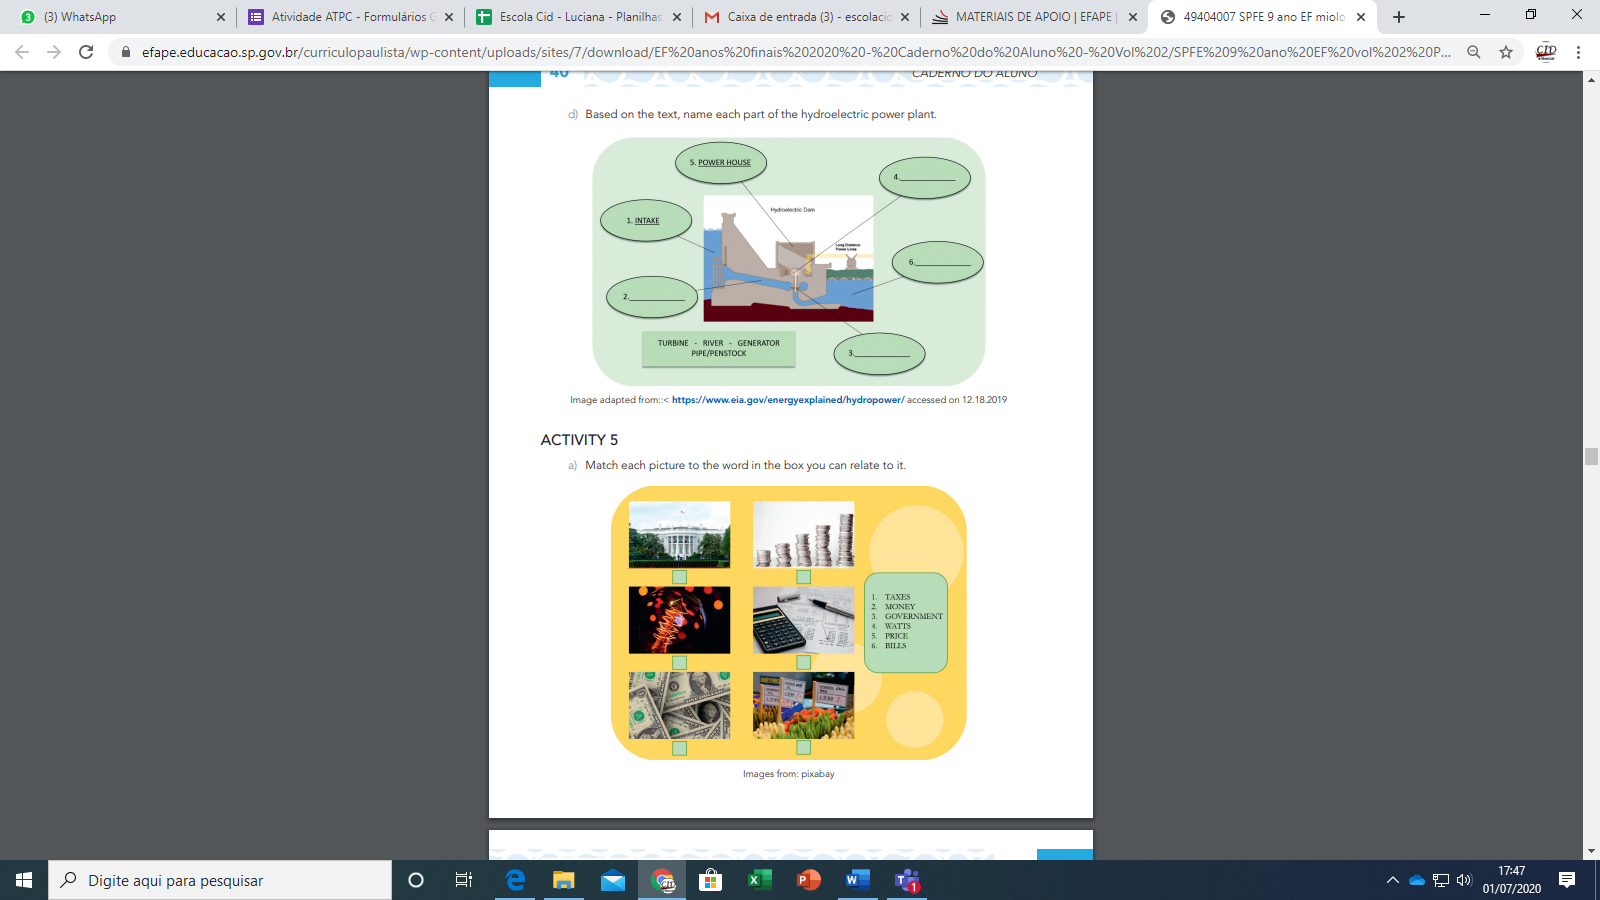 (3) WhatsApp
Atividade ATPC - Formulários G
Escola Cid - Luciana - Planilhas
Caixa de entrada (3) - escolacid
MATERIAIS DE APOIO | EFAPE |
49404007 SPFE 9 ano EF miolo
efape.educacao.sp.gov.br/curriculopaulista/wp-content/uploads/sites/7/download/EF%20anos%20finais%202020%20-%20Caderno%20do%20Aluno%20-%20Vol%202/SPFE%209%20ano%20EF%20vol%202%20P...
40
CADERNO DO ALUNO
d) Based on the text, name each part of the hydroelectric power plant.
5. POWER HOUSE
4.
1. INTAKE
Hydroelectric Dam
Long Distance
Power Lines
6.
2.
TURBINE - RIVER - GENERATOR
PIPE/PENSTOCK
3.
Image adapted from::< https://www.eia.gov/energyexplained/hydropower/ accessed on 12.18.2019
ACTIVITY 5
a) Match each picture to the word in the box you can relate to it.
1. TAXES
2. MONEY
3. GOVERNMENT
4. WATTS
5. PRICE
6. BILLS
Images from: pixabay
Digite aqui para pesquisar
17:47
01/07/2020